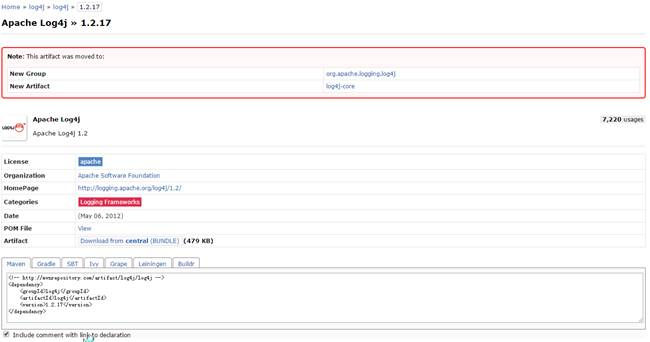 Home » log4j » log4j » 1.2.17
Apache Log4j » 1.2.17
Note: This artifact was moved to:
New Group org.apache.logging.log4j
New Artifact log4j-core
Apache Log4j 7,220 usages
Apache Log4j 1.2
License apache
Organization Apache Software Foundation
HomePage http://logging.apache.org/log4j/1.2/
Categories Logging Frameworks
Date (May 06, 2012)
POM File View
Artifact Download from central (BUNDLE) (479 KB)
Maven Gradle SBT Ivy Grape Leiningen Buildr
<!-- http://mvnrepository.com/artifact/log4j/log4j -->
<dependency>
<groupId>log4j</groupId>
<artifactId>log4j</artifactId>
<version>1.2.17</version>
</dependency>
Include comment with link to declaration